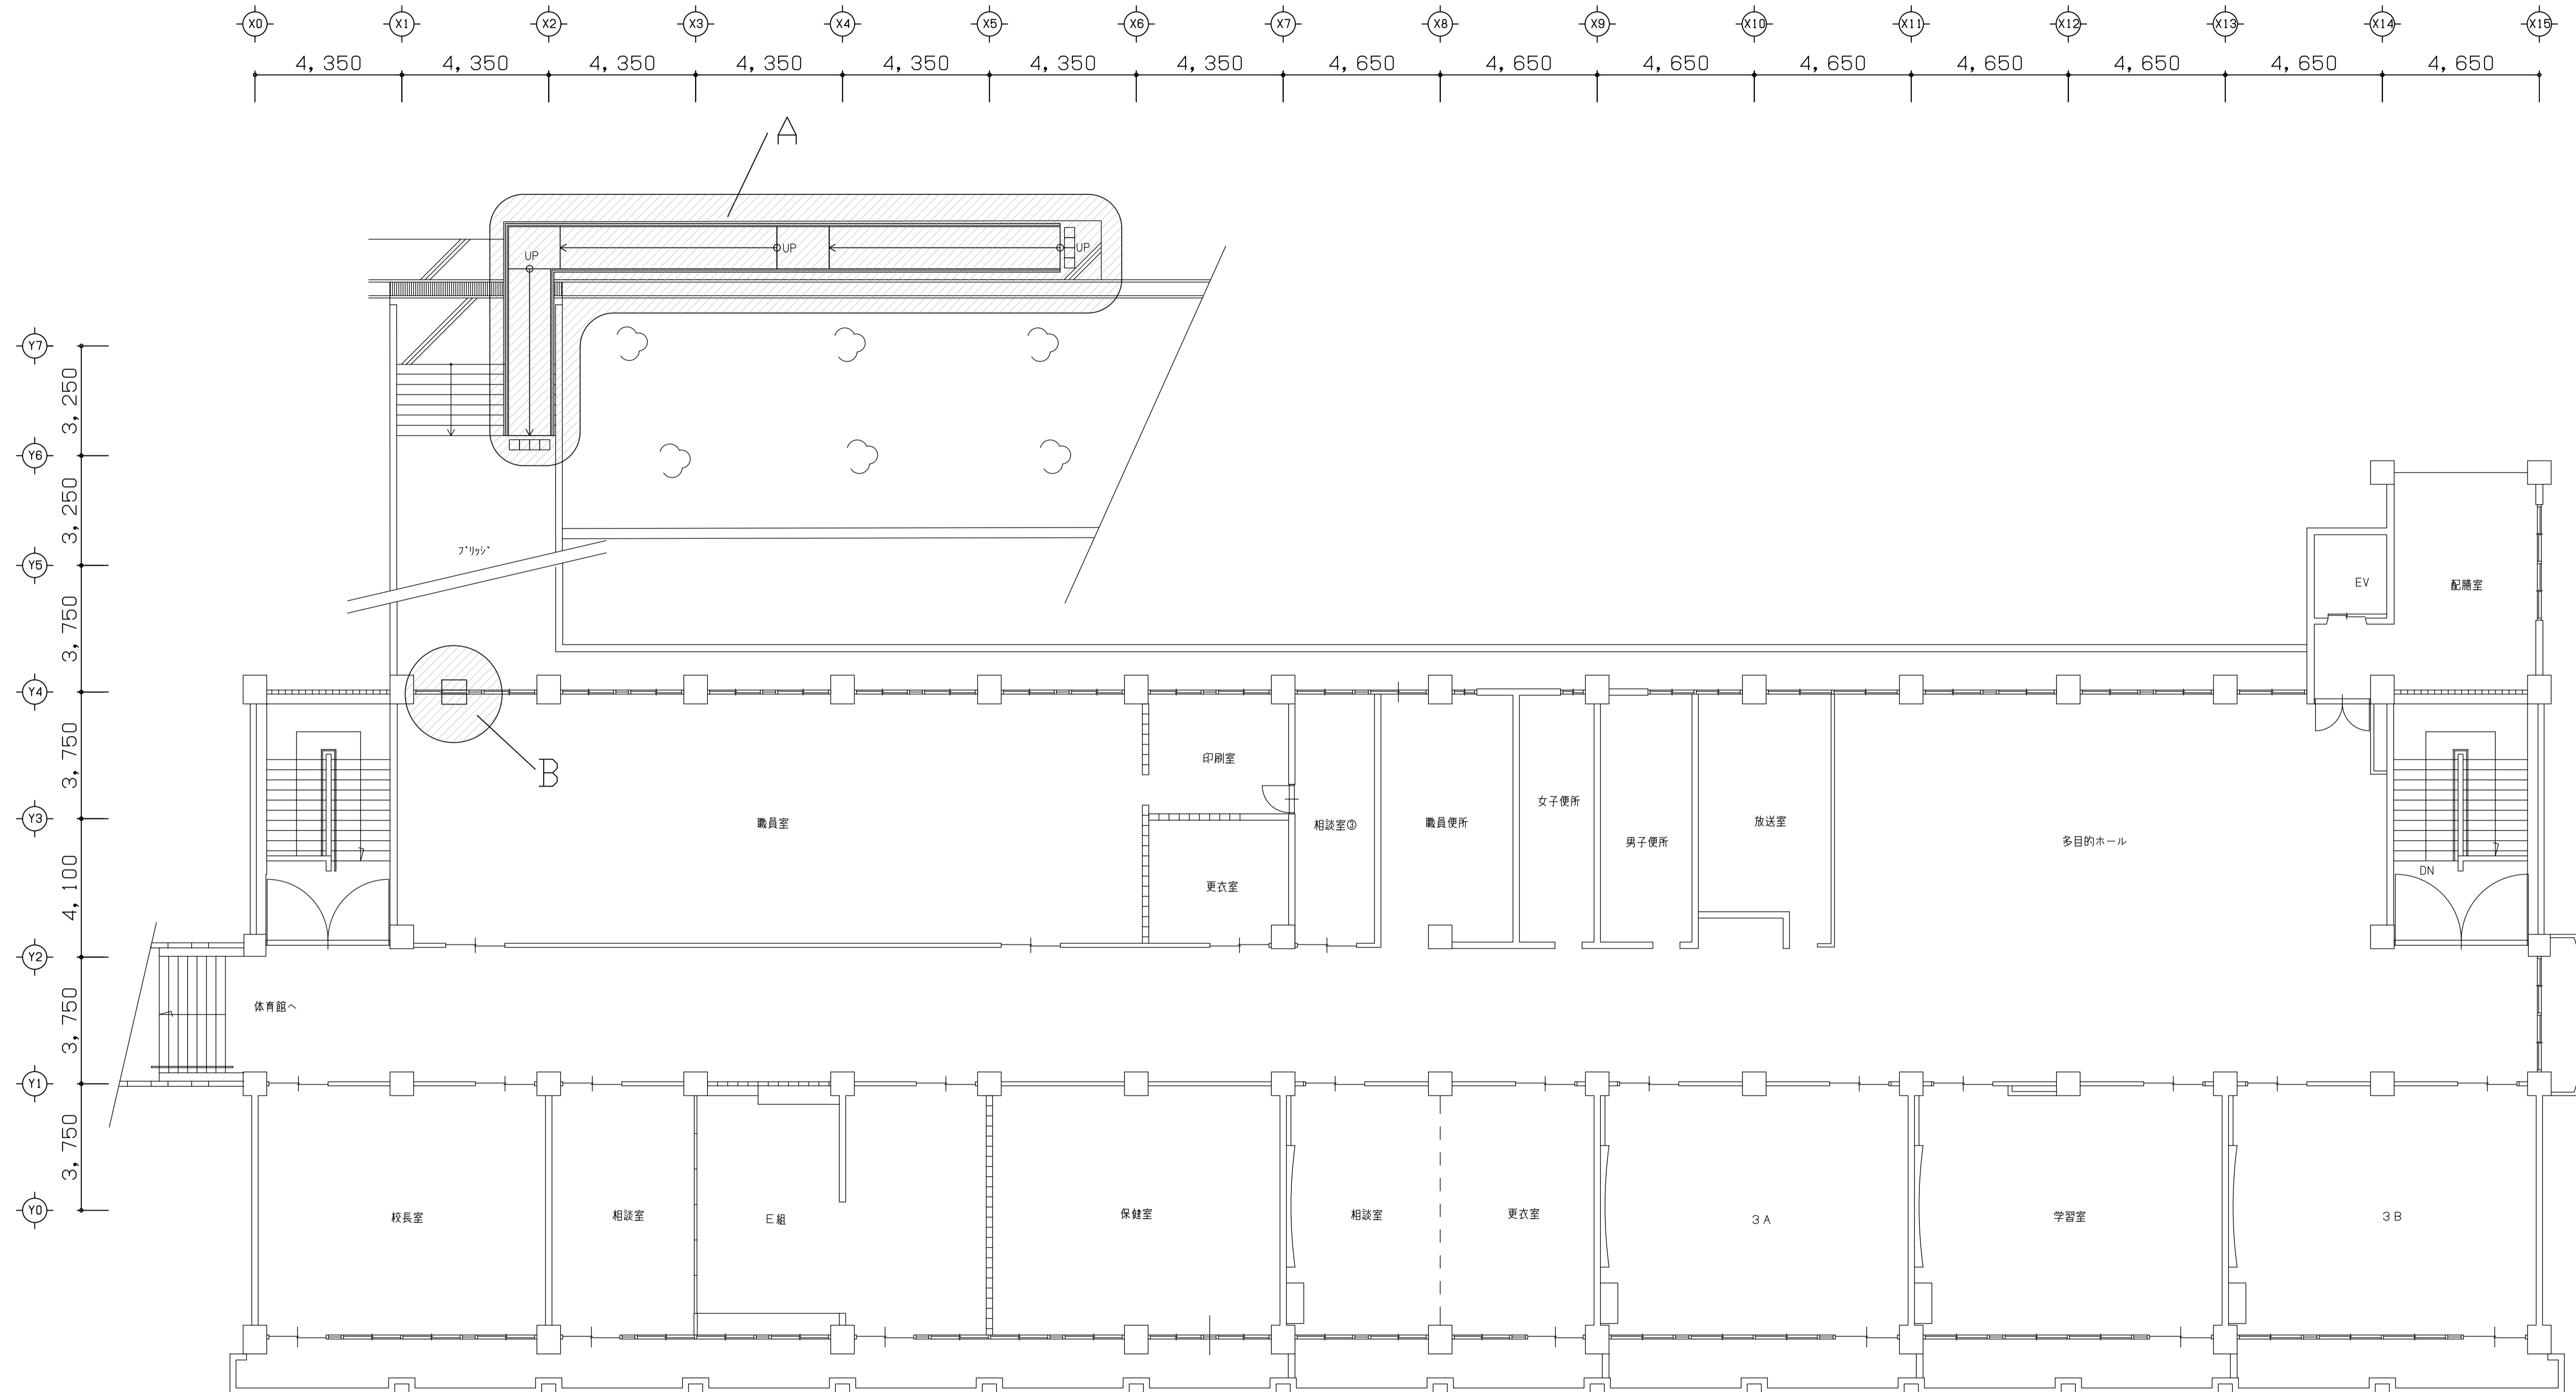 X0 X1 X2 X3 X4 X5 X6 X7 X8 X9 X10 X11 X12 X13 X14 X15
4,350 4,350 4,350 4,350 4,350 4,350 4,350 4,650 4,650 4,650 4,650 4,650 4,650 4,650 4,650
A
UP UP UP
Y7
3,250
Y6
3,250
Y5
3,750
Y4
3,750
Y3
4,100
Y2
3,750
Y1
3,750
Y0
ブリッジ
EV
配膳室
B
職員室
印刷室
更衣室
相談室③
職員便所
女子便所
男子便所
放送室
多目的ホール
DN
体育館へ
校長室
相談室
E組
保健室
相談室
更衣室
3A
学習室
3B